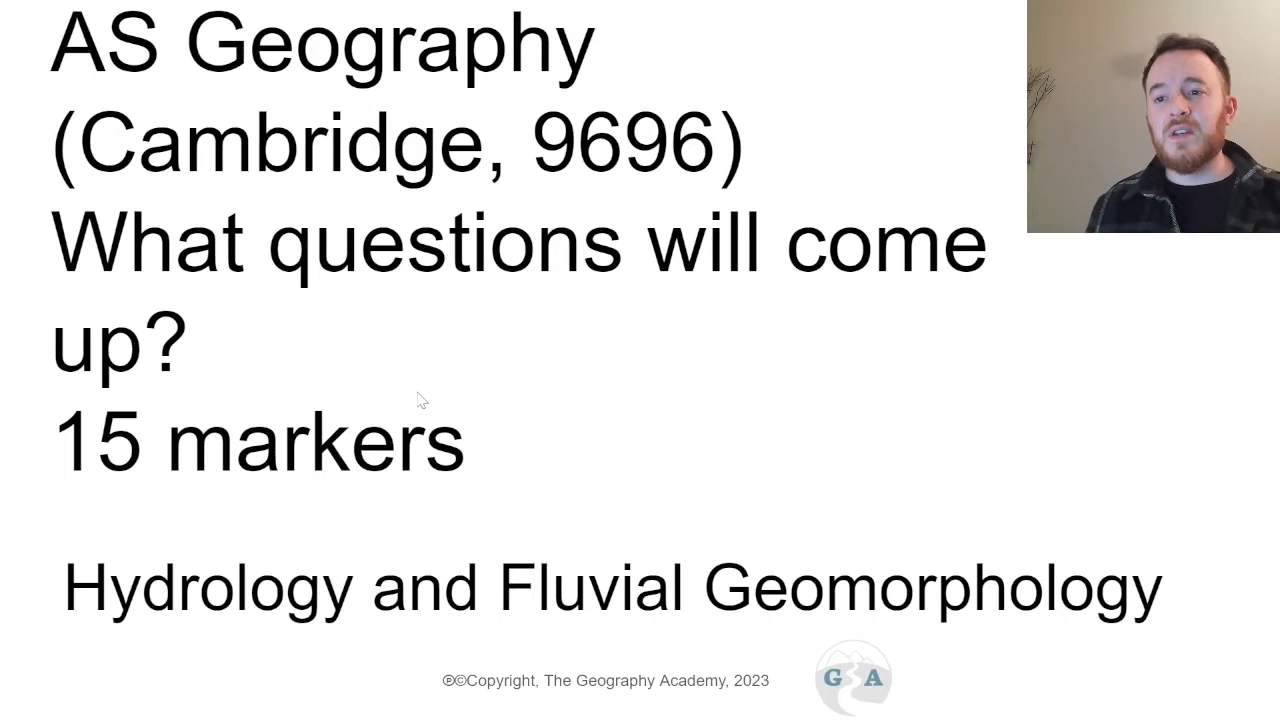 AS Geography
(Cambridge, 9696)
What questions will come
up?
15 markers
Hydrology and Fluvial Geomorphology
℗©Copyright, The Geography Academy, 2023
G A